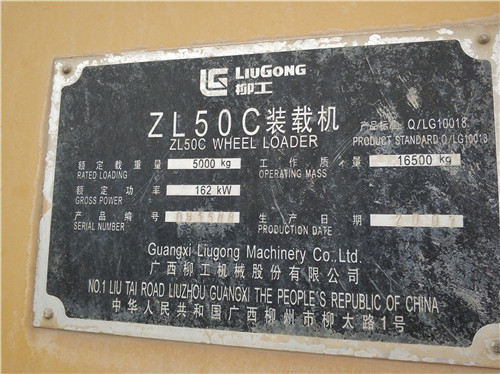 LIUGONG
柳工
ZL50C装载机 产品标准 Q/LG10018
ZL50C WHEEL LOADER PRODUCT STANDARD Q/LG10018
额定载重量 5000 kg 工作质量 16500 kg
RATED LOADING OPERATING MASS
额定功率 162 kW
GROSS POWER
产品编号 生产日期
SERIAL NUMBER PRODUCTION DATE
Guangxi Liugong Machinery Co.,Ltd.
广西柳工机械股份有限公司
NO.1 LIU TAI ROAD LIUZHOU GUANGXI THE PEOPLE'S REPUBLIC OF CHINA
中华人民共和国广西柳州市柳太路1号